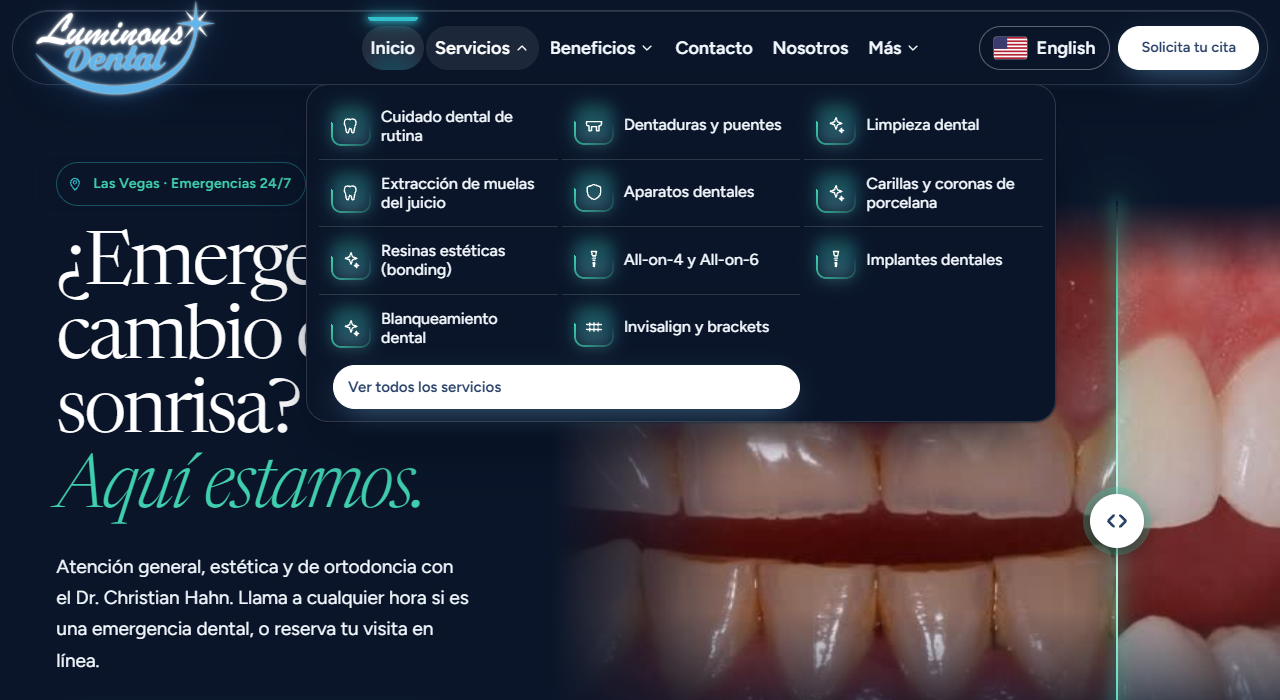 Luminous
Dental
Inicio
Servicios
Beneficios
Contacto
Nosotros
Más
English
Solicita tu cita
Cuidado dental de
rutina
Dentaduras y puentes
Limpieza dental
Extracción de muelas
del juicio
Aparatos dentales
Carillas y coronas de
porcelana
Resinas estéticas
(bonding)
All-on-4 y All-on-6
Implantes dentales
Blanqueamiento
dental
Invisalign y brackets
Ver todos los servicios
Las Vegas · Emergencias 24/7
cambio
sonrisa?
Aquí estamos.
Atención general, estética y de ortodoncia con
el Dr. Christian Hahn. Llama a cualquier hora si es
una emergencia dental, o reserva tu visita en
línea.